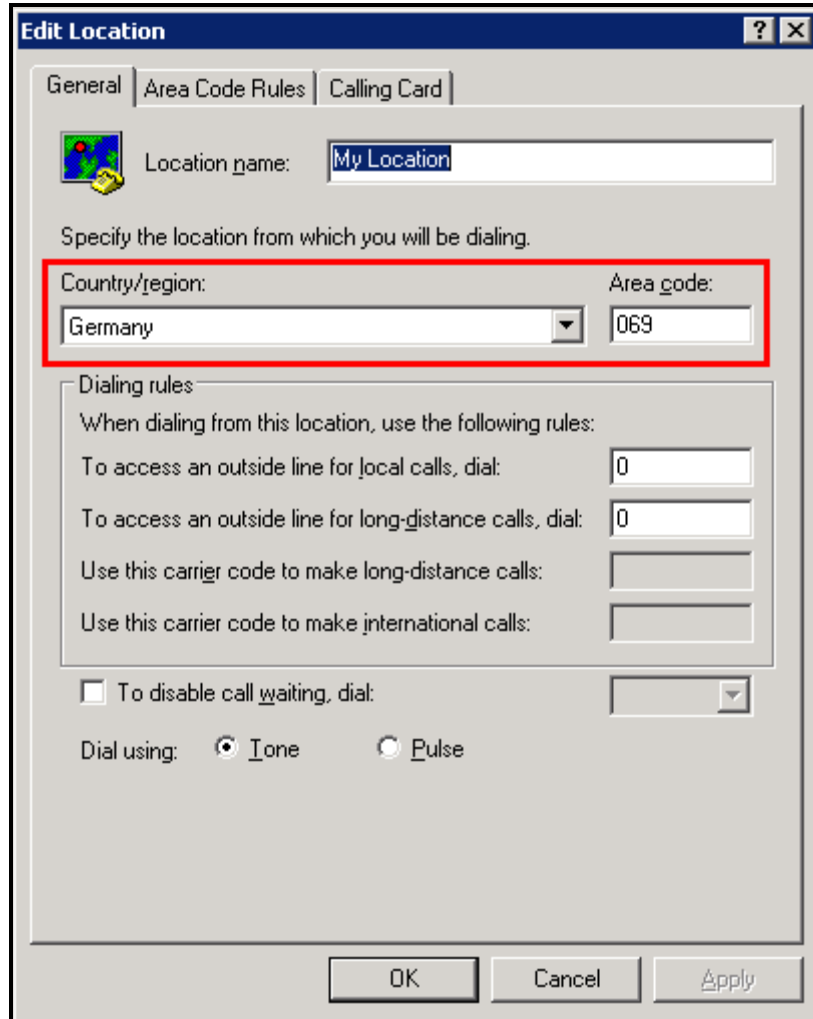 Edit Location
General Area Code Rules Calling Card
Location name: My Location
Specify the location from which you will be dialing.
Country/region: Area code:
Germany 069
Dialing rules
When dialing from this location, use the following rules:
To access an outside line for local calls, dial: 0
To access an outside line for long-distance calls, dial: 0
Use this carrier code to make long-distance calls:
Use this carrier code to make international calls:
To disable call waiting, dial:
Dial using: Tone Pulse
OK Cancel Apply